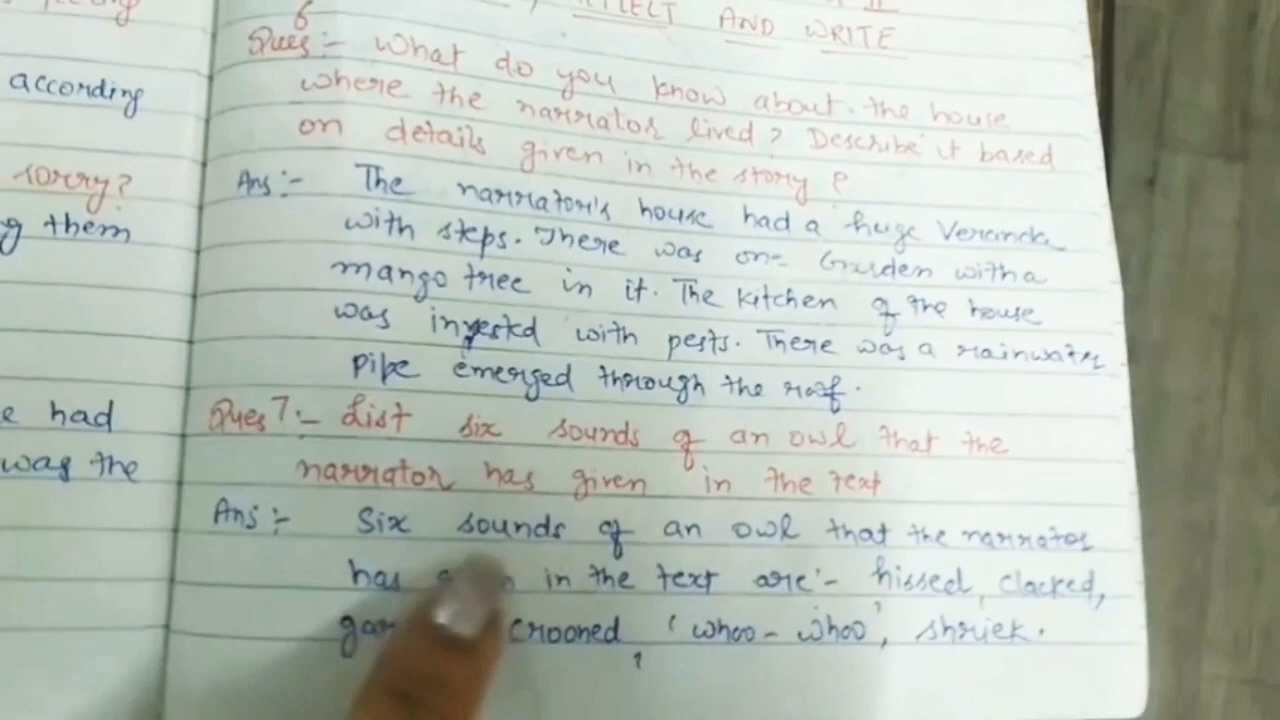 according
sorry?
g them
e had
was the
AND WRITE
6
Ques:- What do you know about the house
where the narrator lived? Describe it based
on details given in the story ?
Ans:- The narrator's house had a huge Veranda
with steps. There was one Garden with a
mango tree in it. The kitchen of the house
was infested with pests. There was a rainwater
pipe emerged through the roof.
Ques 7:- List six sounds of an owl that the
narrator has given in the text
Ans:- Six sounds of an owl that the narrator
has in the text are:- hissed, clacked,
crooned 'whoo-whoo', shriek.